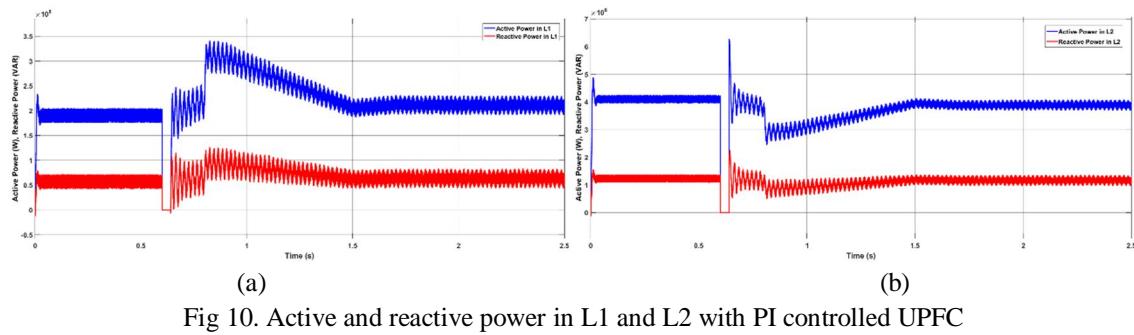 Active Power in L1
Reactive Power in L1
Active Power (W), Reactive Power (VAR)
3.5
3
2.5
2
1.5
1
0.5
0
-0.5
0
0.5
1
1.5
2
2.5
Time (s)
(a)
Active Power in L2
Reactive Power in L2
Active Power (W), Reactive Power (VAR)
7
6
5
4
3
2
1
0
0
0.5
1
1.5
2
2.5
Time (s)
(b)
Fig 10. Active and reactive power in L1 and L2 with PI controlled UPFC